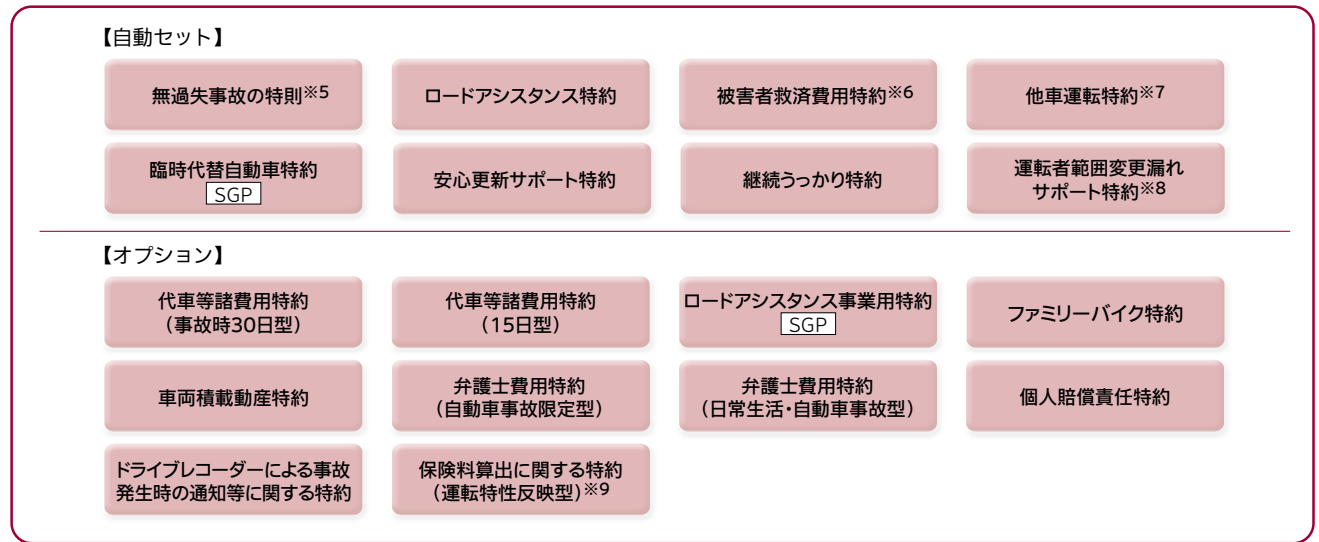 【自動セット】
無過失事故の特則※5
ロードアシスタンス特約
被害者救済費用特約※6
他車運転特約※7
臨時代替自動車特約
SGP
安心更新サポート特約
継続うっかり特約
運転者範囲変更漏れ
サポート特約※8
【オプション】
代車等諸費用特約
（事故時30日型）
代車等諸費用特約
（15日型）
ロードアシスタンス事業用特約
SGP
ファミリーバイク特約
車両積載動産特約
弁護士費用特約
（自動車事故限定型）
弁護士費用特約
（日常生活・自動車事故型）
個人賠償責任特約
ドライブレコーダーによる事故
発生時の通知等に関する特約
保険料算出に関する特約
（運転特性反映型）※9